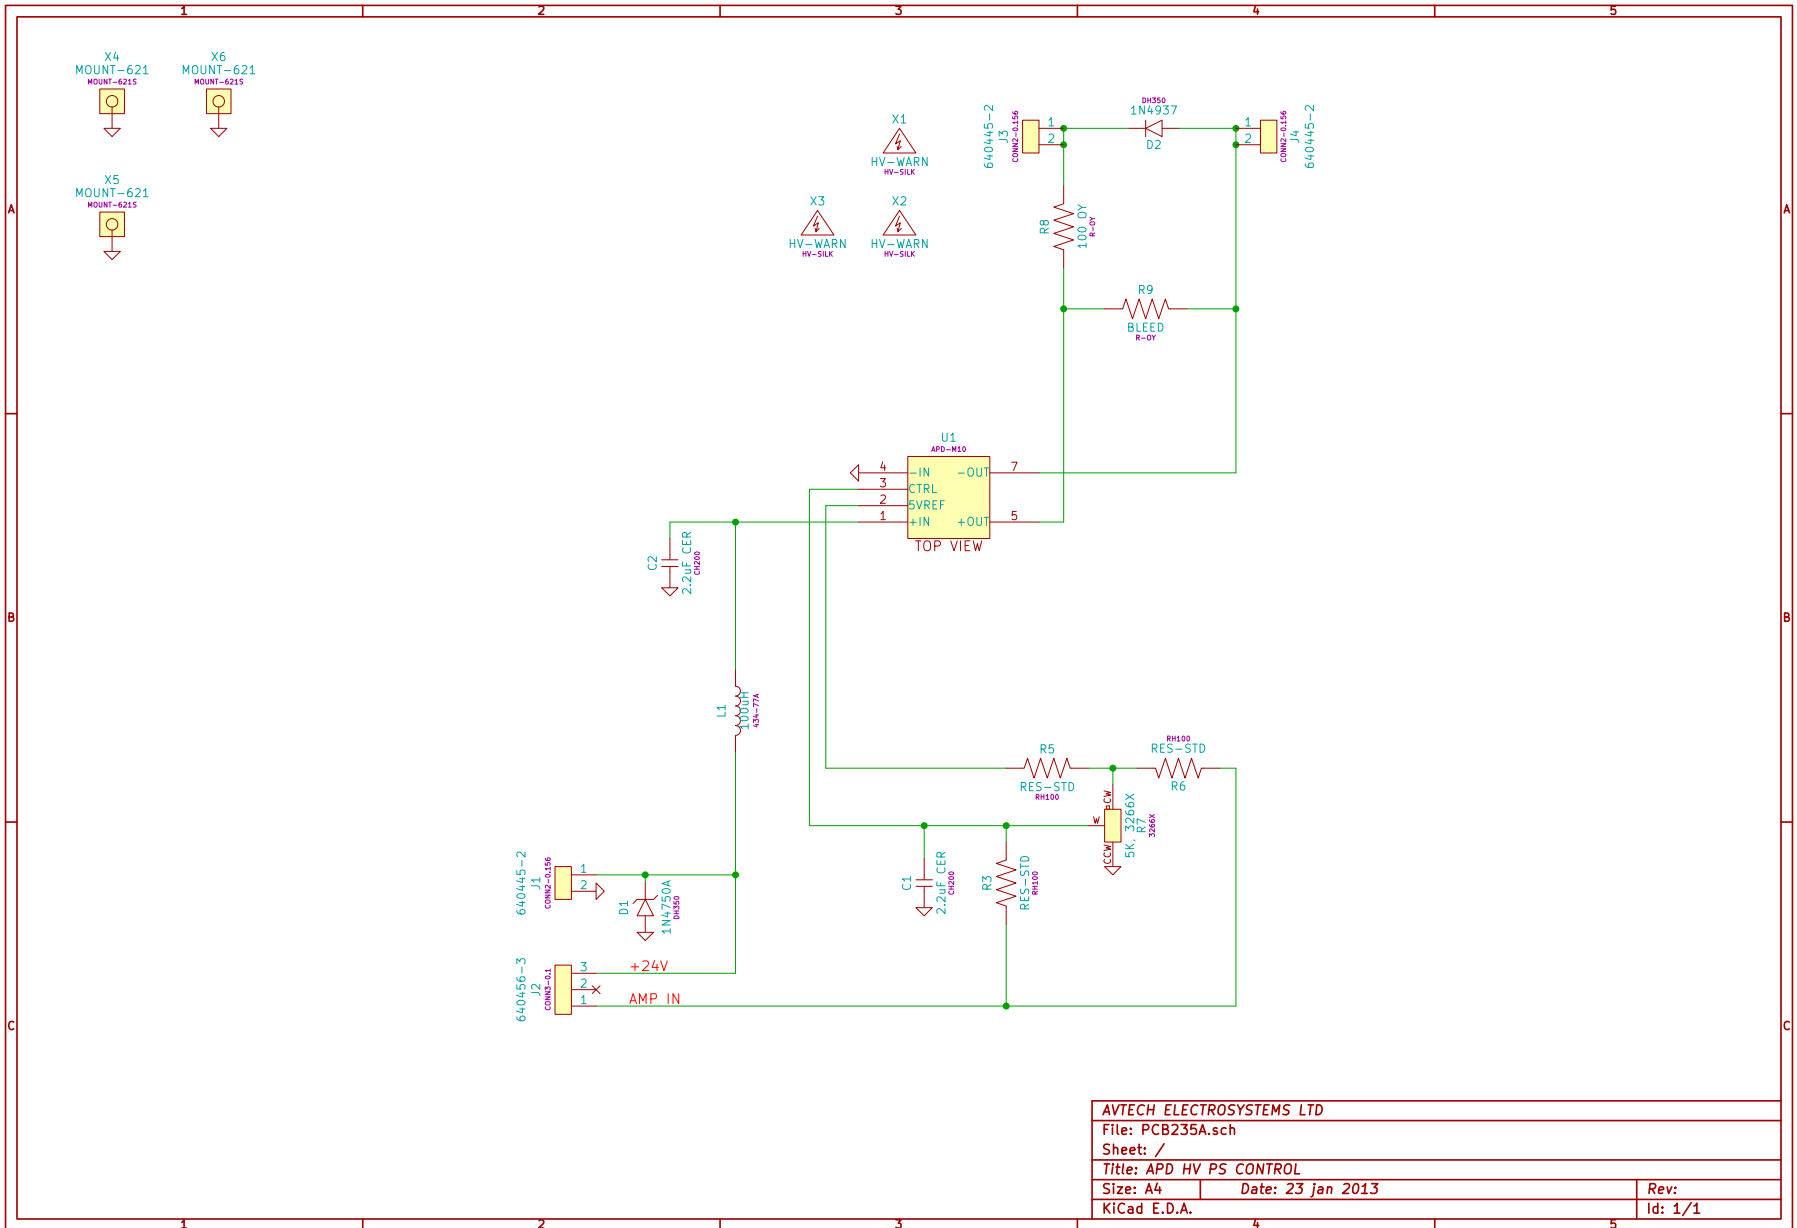 1 2 3 4 5
A A
B B
C C
X4
MOUNT-621
MOUNT-621S
X6
MOUNT-621
MOUNT-621S
X5
MOUNT-621
MOUNT-621S
X1
HV-WARN
HV-SILK
X3
HV-WARN
HV-SILK
X2
HV-WARN
HV-SILK
640445-2
J3
CONN2-0.156
1
2
DH350
1N4937
D2
1
2
CONN2-0.156
J4
640445-2
R8
100 OY
R-OY
R9
BLEED
R-OY
U1
APD-M10
4 -IN -OUT 7
3 CTRL
2 5VREF
1 +IN +OUT 5
TOP VIEW
C2
2.2uF CER
CH200
L1
100uH
434-77A
R5
RES-STD
RH100
RH100
RES-STD
R6
CW
W
CCW
5K, 3266X
R7
3266X
C1
2.2uF CER
CH200
R3
RES-STD
RH100
640445-2
J1
CONN2-0.156
1
2
D1
1N4750A
DH350
640456-3
J2
CONN3-0.1
3 +24V
2
1 AMP IN
AVTECH ELECTROSYSTEMS LTD
File: PCB235A.sch
Sheet: /
Title: APD HV PS CONTROL
Size: A4 Date: 23 jan 2013 Rev:
KiCad E.D.A. Id: 1/1
1 2 3 4 5